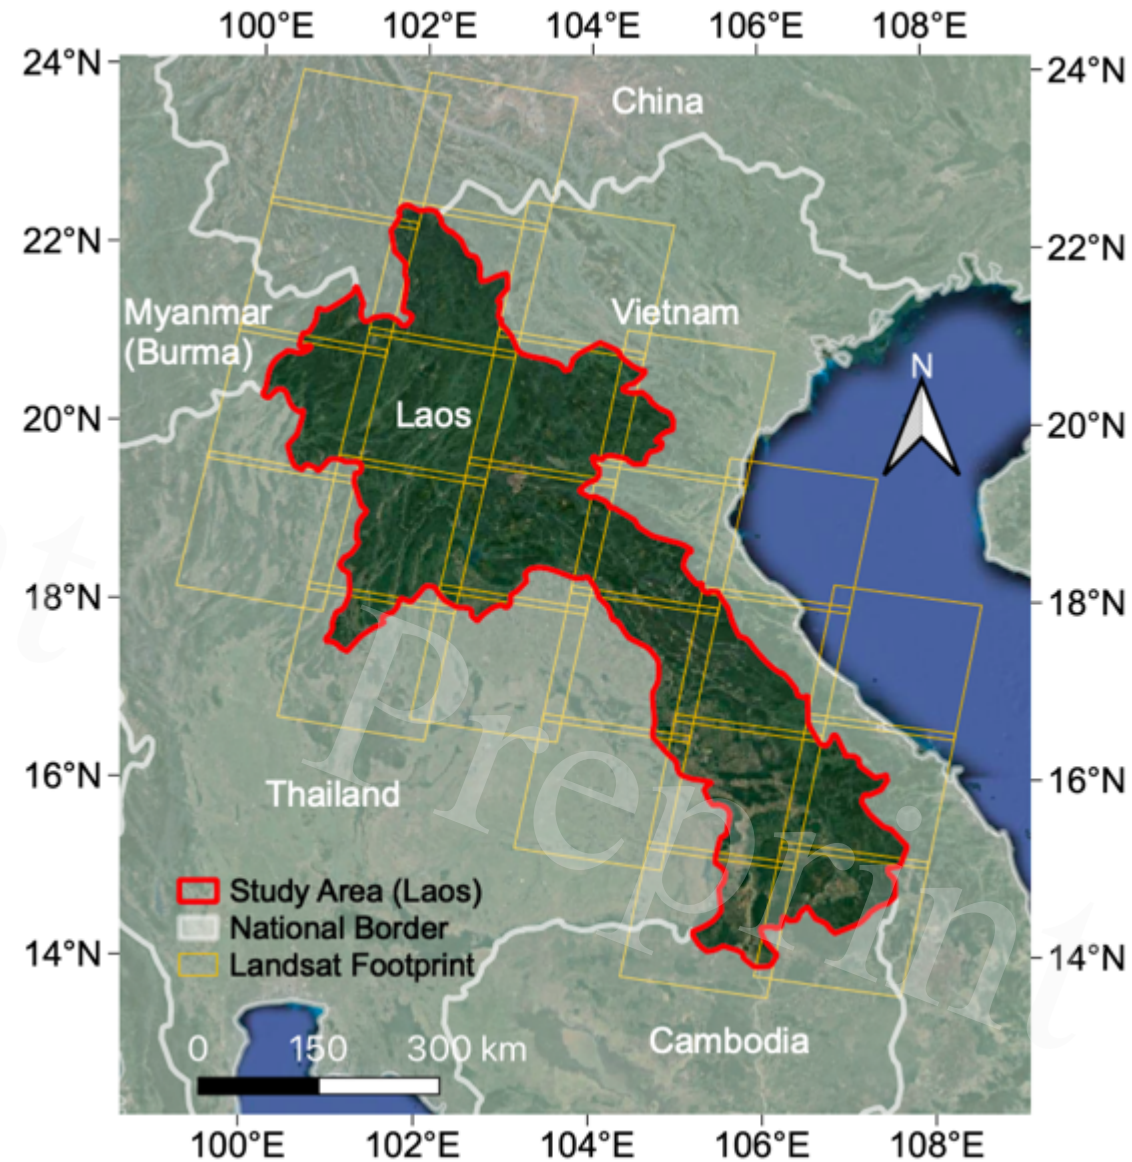 100°E 102°E 104°E 106°E 108°E
24°N 24°N
China
22°N 22°N
Myanmar
(Burma)
Vietnam
N
20°N 20°N
Laos
18°N 18°N
Preprint
16°N 16°N
Thailand
Study Area (Laos)
National Border
Landsat Footprint
14°N 14°N
Cambodia
0 150 300 km
100°E 102°E 104°E 106°E 108°E